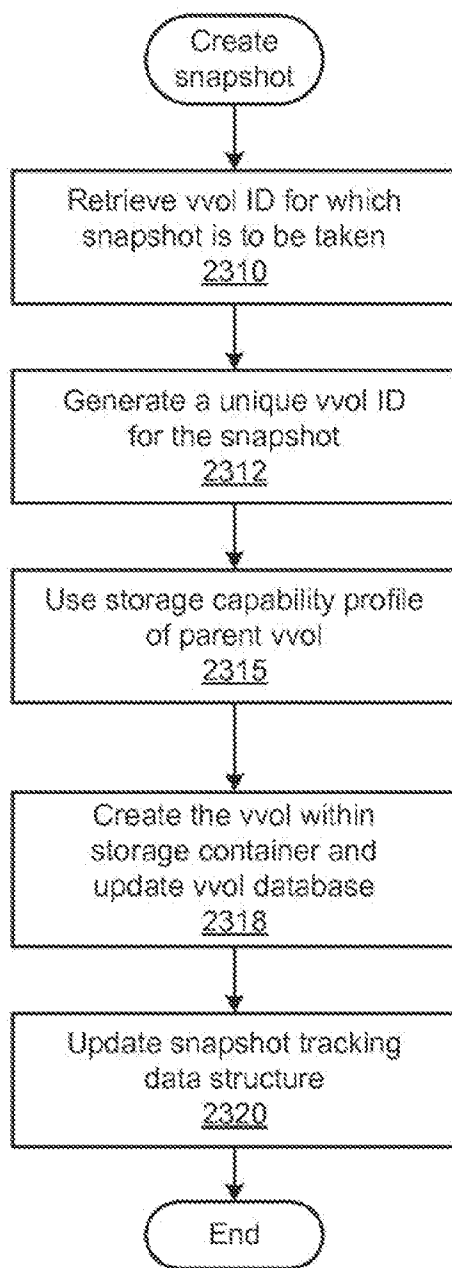 Create
snapshot
Retrieve vvol ID for which
snapshot is to be taken
2310
Generate a unique vvol ID
for the snapshot
2312
Use storage capability profile
of parent vvol
2315
Create the vvol within
storage container and
update vvol database
2318
Update snapshot tracking
data structure
2320
End